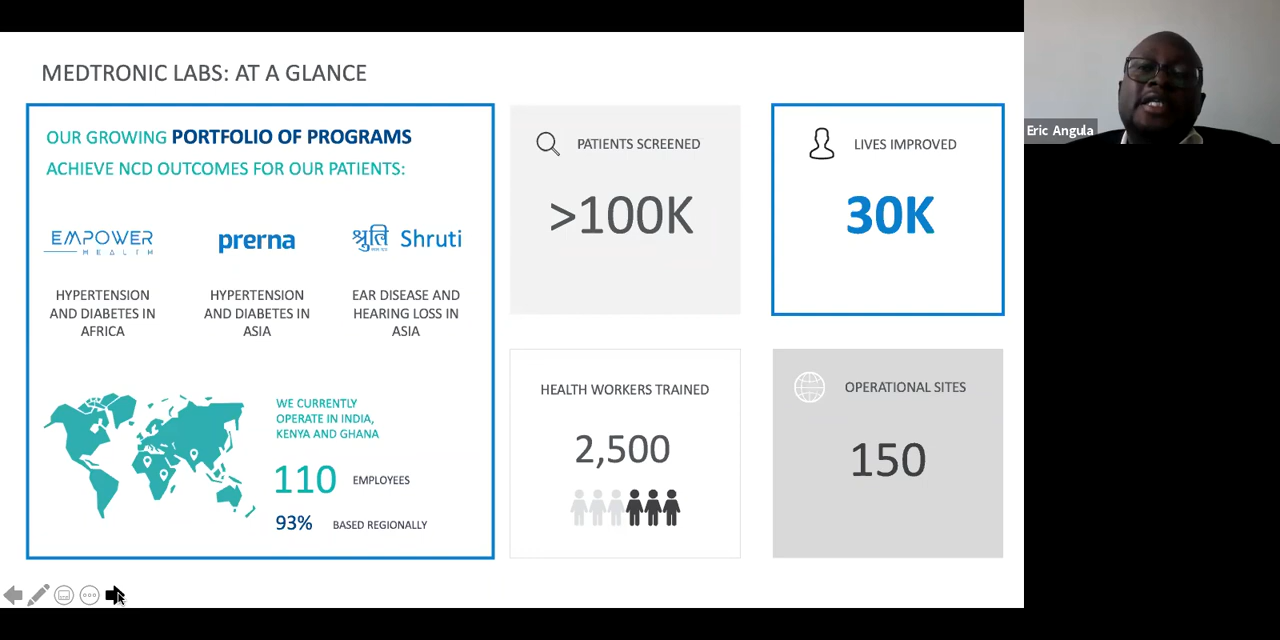 MEDTRONIC LABS: AT A GLANCE
OUR GROWING PORTFOLIO OF PROGRAMS
ACHIEVE NCD OUTCOMES FOR OUR PATIENTS:
EMPOWER
HEALTH
prerna
श्रुति Shruti
HYPERTENSION
AND DIABETES IN
AFRICA
HYPERTENSION
AND DIABETES IN
ASIA
EAR DISEASE AND
HEARING LOSS IN
ASIA
WE CURRENTLY
OPERATE IN INDIA,
KENYA AND GHANA
110 EMPLOYEES
93% BASED REGIONALLY
PATIENTS SCREENED
>100K
LIVES IMPROVED
30K
HEALTH WORKERS TRAINED
2,500
OPERATIONAL SITES
150
Eric Angula